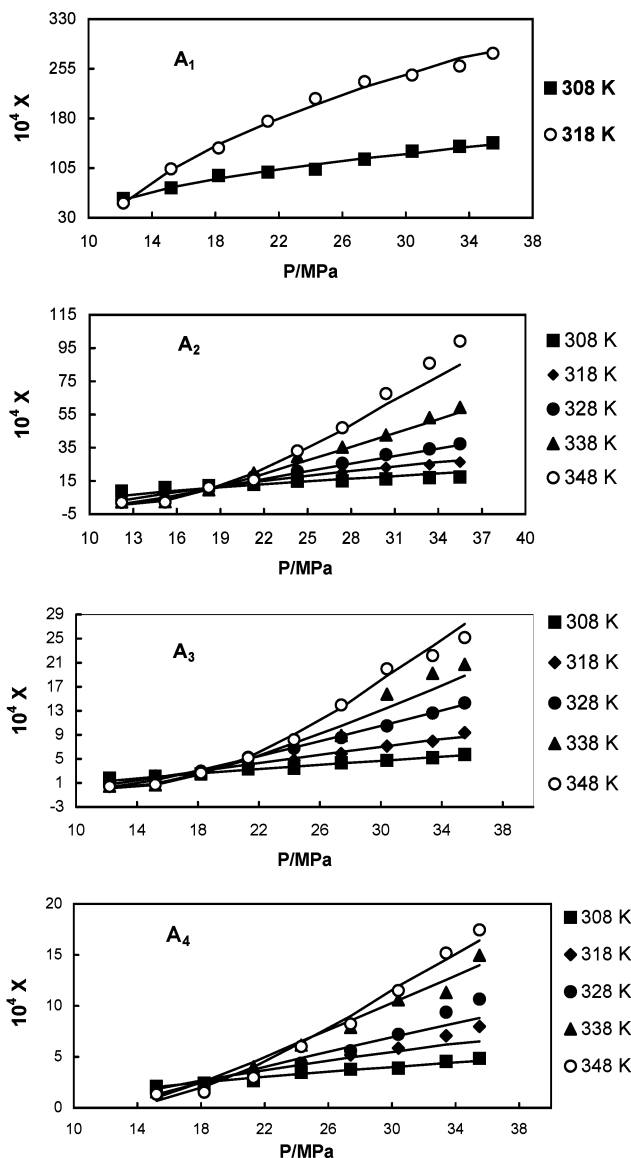 330
255
180
105
30
10⁴ X
A₁
308 K
318 K
10 14 18 22 26 30 34 38
P/MPa
115
95
75
55
35
15
-5
10⁴ X
A₂
308 K
318 K
328 K
338 K
348 K
10 13 16 19 22 25 28 31 34 37 40
P/MPa
29
25
21
17
13
9
5
1
-3
10⁴ X
A₃
308 K
318 K
328 K
338 K
348 K
10 14 18 22 26 30 34 38
P/MPa
20
15
10
5
0
10⁴ X
A₄
308 K
318 K
328 K
338 K
348 K
10 14 18 22 26 30 34 38
P/MPa